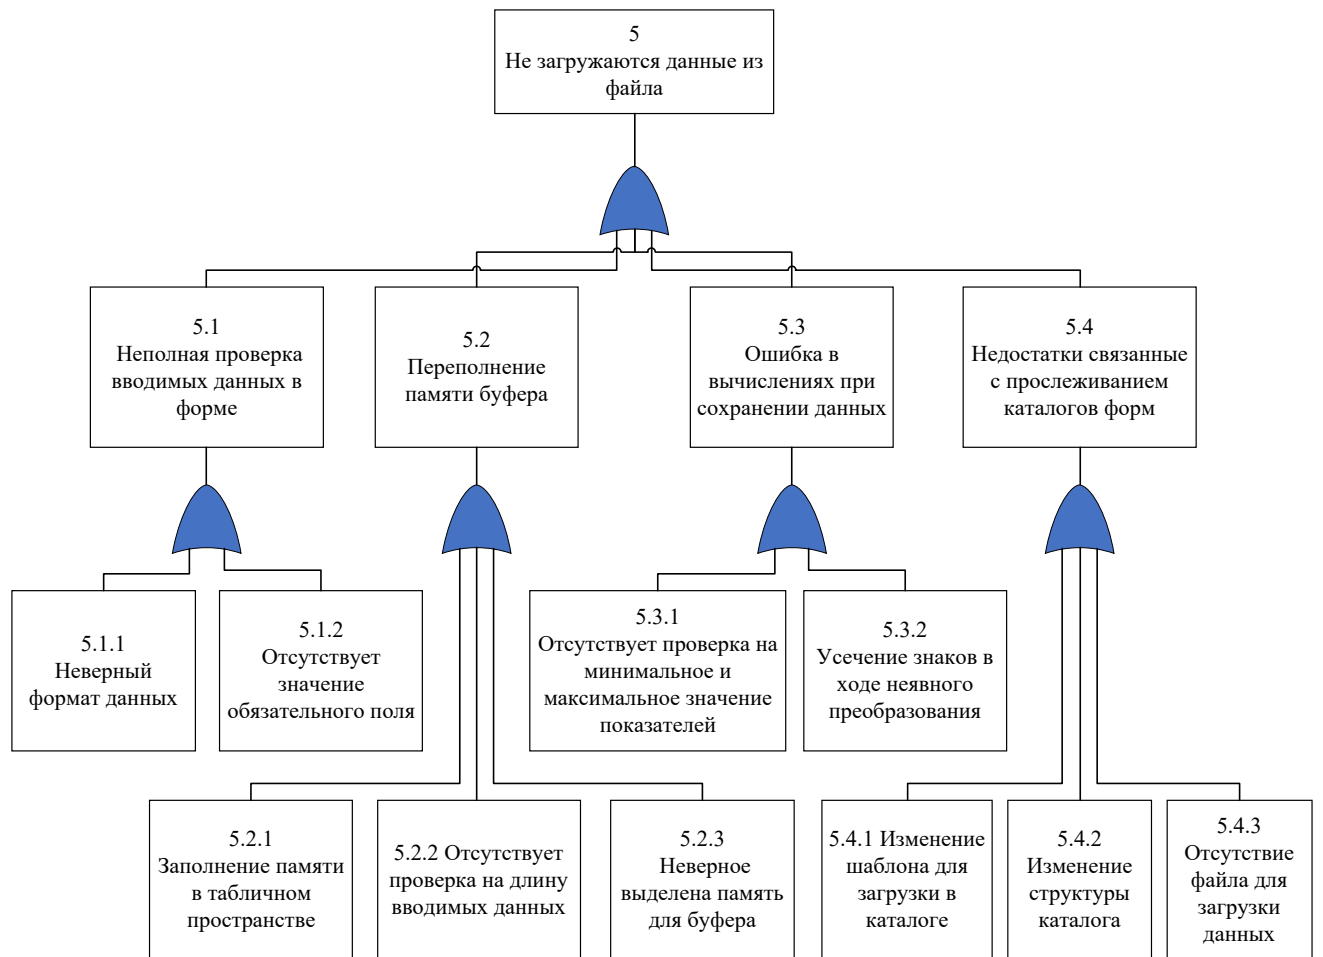 5
Не загружаются данные из
файла
5.1
Неполная проверка
вводимых данных в
форме
5.2
Переполнение
памяти буфера
5.3
Ошибка в
вычислениях при
сохранении данных
5.4
Недостатки связанные
с прослеживанием
каталогов форм
5.1.1
Неверный
формат данных
5.1.2
Отсутствует
значение
обязательного поля
5.3.1
Отсутствует проверка на
минимальное и
максимальное значение
показателей
5.3.2
Усечение знаков в
ходе неявного
преобразования
5.2.1
Заполнение памяти
в табличном
пространстве
5.2.2 Отсутствует
проверка на длину
вводимых данных
5.2.3
Неверное
выделена память
для буфера
5.4.1 Изменение
шаблона для
загрузки в
каталоге
5.4.2
Изменение
структуры
каталога
5.4.3
Отсутствие
файла для
загрузки
данных